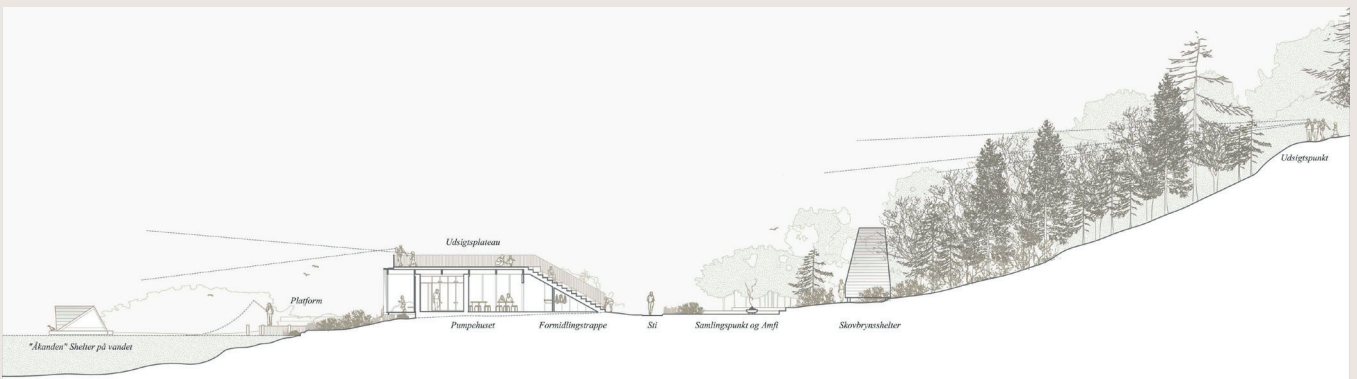 Udsigtspunkt
Udsigtsplateau
Platform
Pumpehuset
Formidlingstrappe
Sti
Samlingspunkt og Amfi
Skovbrynsshelter
"Åkanden" Shelter på vandet